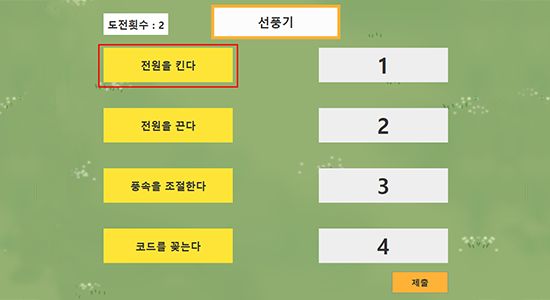 도전횟수 : 2
선풍기
전원을 킨다
1
전원을 끈다
2
풍속을 조절한다
3
코드를 꽂는다
4
제출